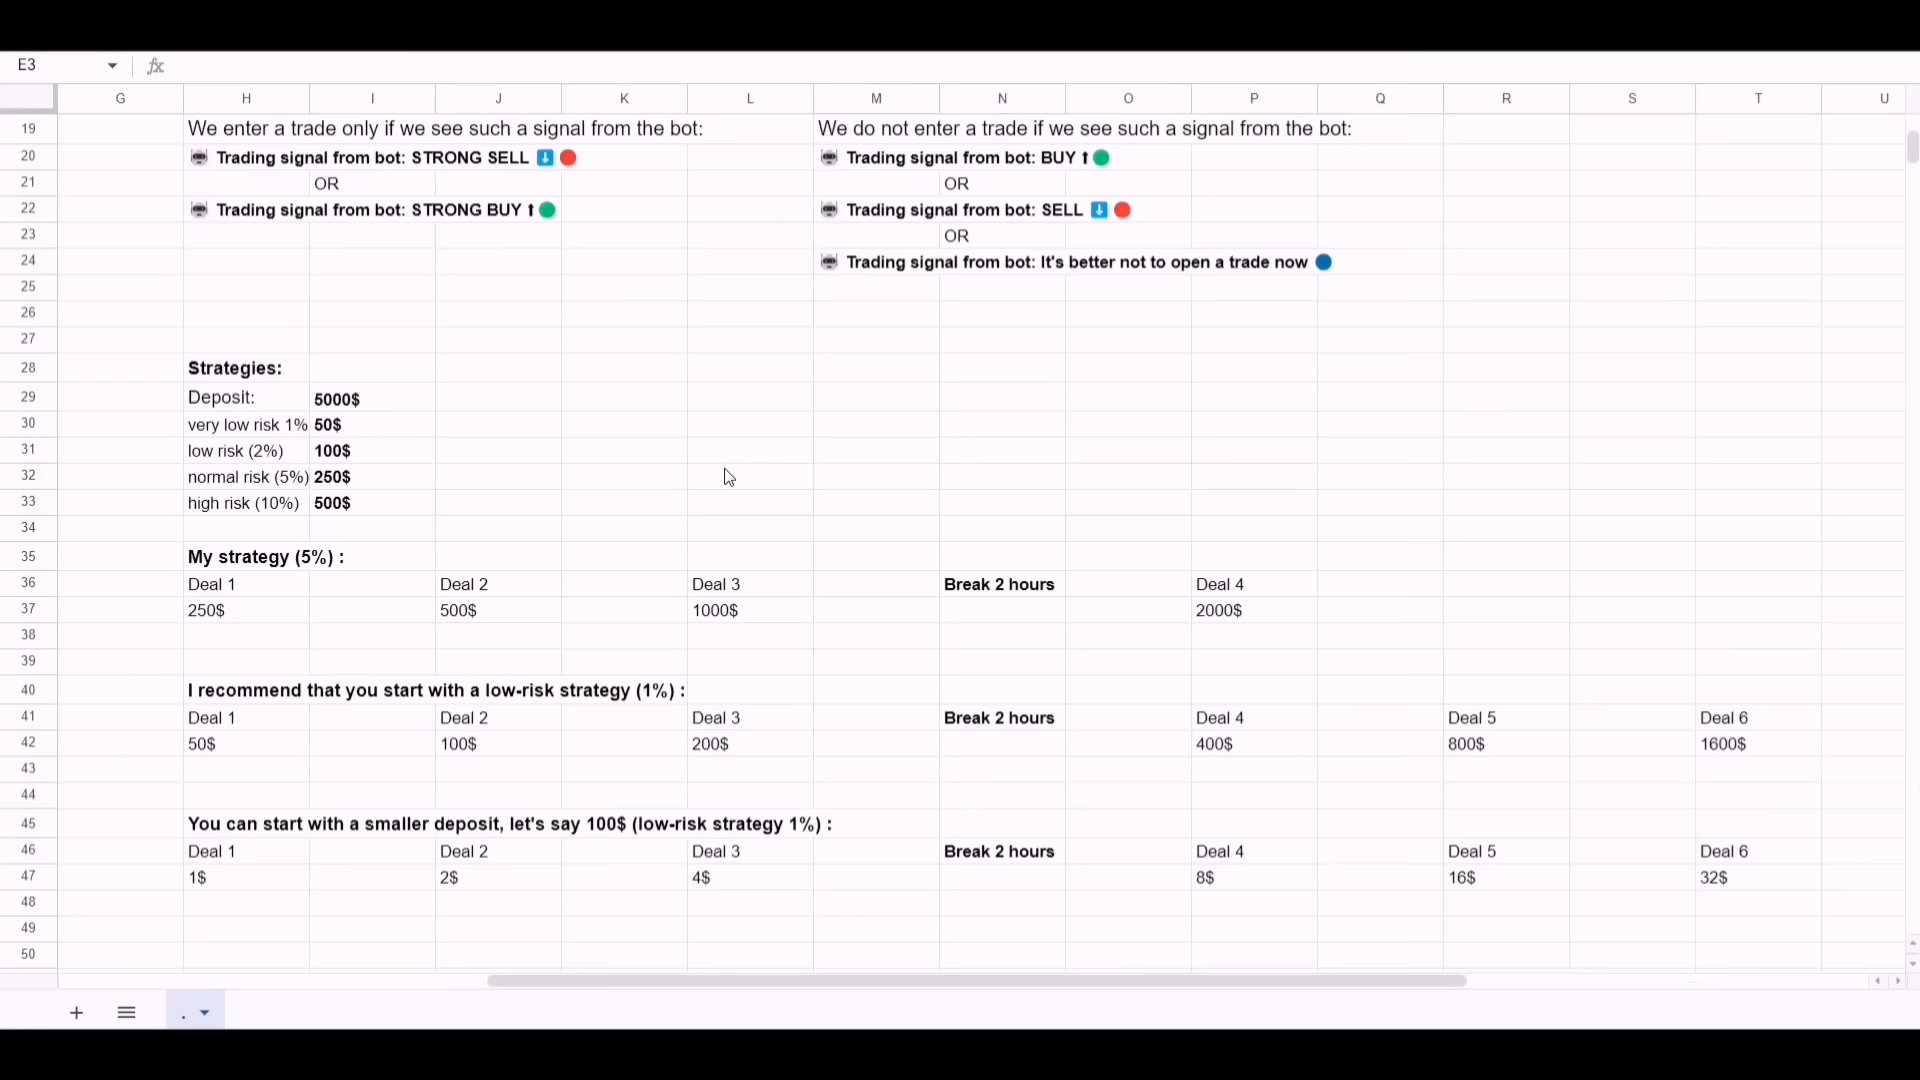 E3 fx
G H I J K L M N O P Q R S T U
19 We enter a trade only if we see such a signal from the bot: We do not enter a trade if we see such a signal from the bot:
20 Trading signal from bot: STRONG SELL ⬇️🔴 Trading signal from bot: BUY ⬆🟢
21 OR OR
22 Trading signal from bot: STRONG BUY ⬆🟢 Trading signal from bot: SELL ⬇️🔴
23 OR
24 Trading signal from bot: It's better not to open a trade now 🔵
25
26
27
28 Strategies:
29 Deposit: 5000$
30 very low risk 1% 50$
31 low risk (2%) 100$
32 normal risk (5%) 250$
33 high risk (10%) 500$
34
35 My strategy (5%) :
36 Deal 1 Deal 2 Deal 3 Break 2 hours Deal 4
37 250$ 500$ 1000$ 2000$
38
39
40 I recommend that you start with a low-risk strategy (1%) :
41 Deal 1 Deal 2 Deal 3 Break 2 hours Deal 4 Deal 5 Deal 6
42 50$ 100$ 200$ 400$ 800$ 1600$
43
44
45 You can start with a smaller deposit, let's say 100$ (low-risk strategy 1%) :
46 Deal 1 Deal 2 Deal 3 Break 2 hours Deal 4 Deal 5 Deal 6
47 1$ 2$ 4$ 8$ 16$ 32$
48
49
50
.